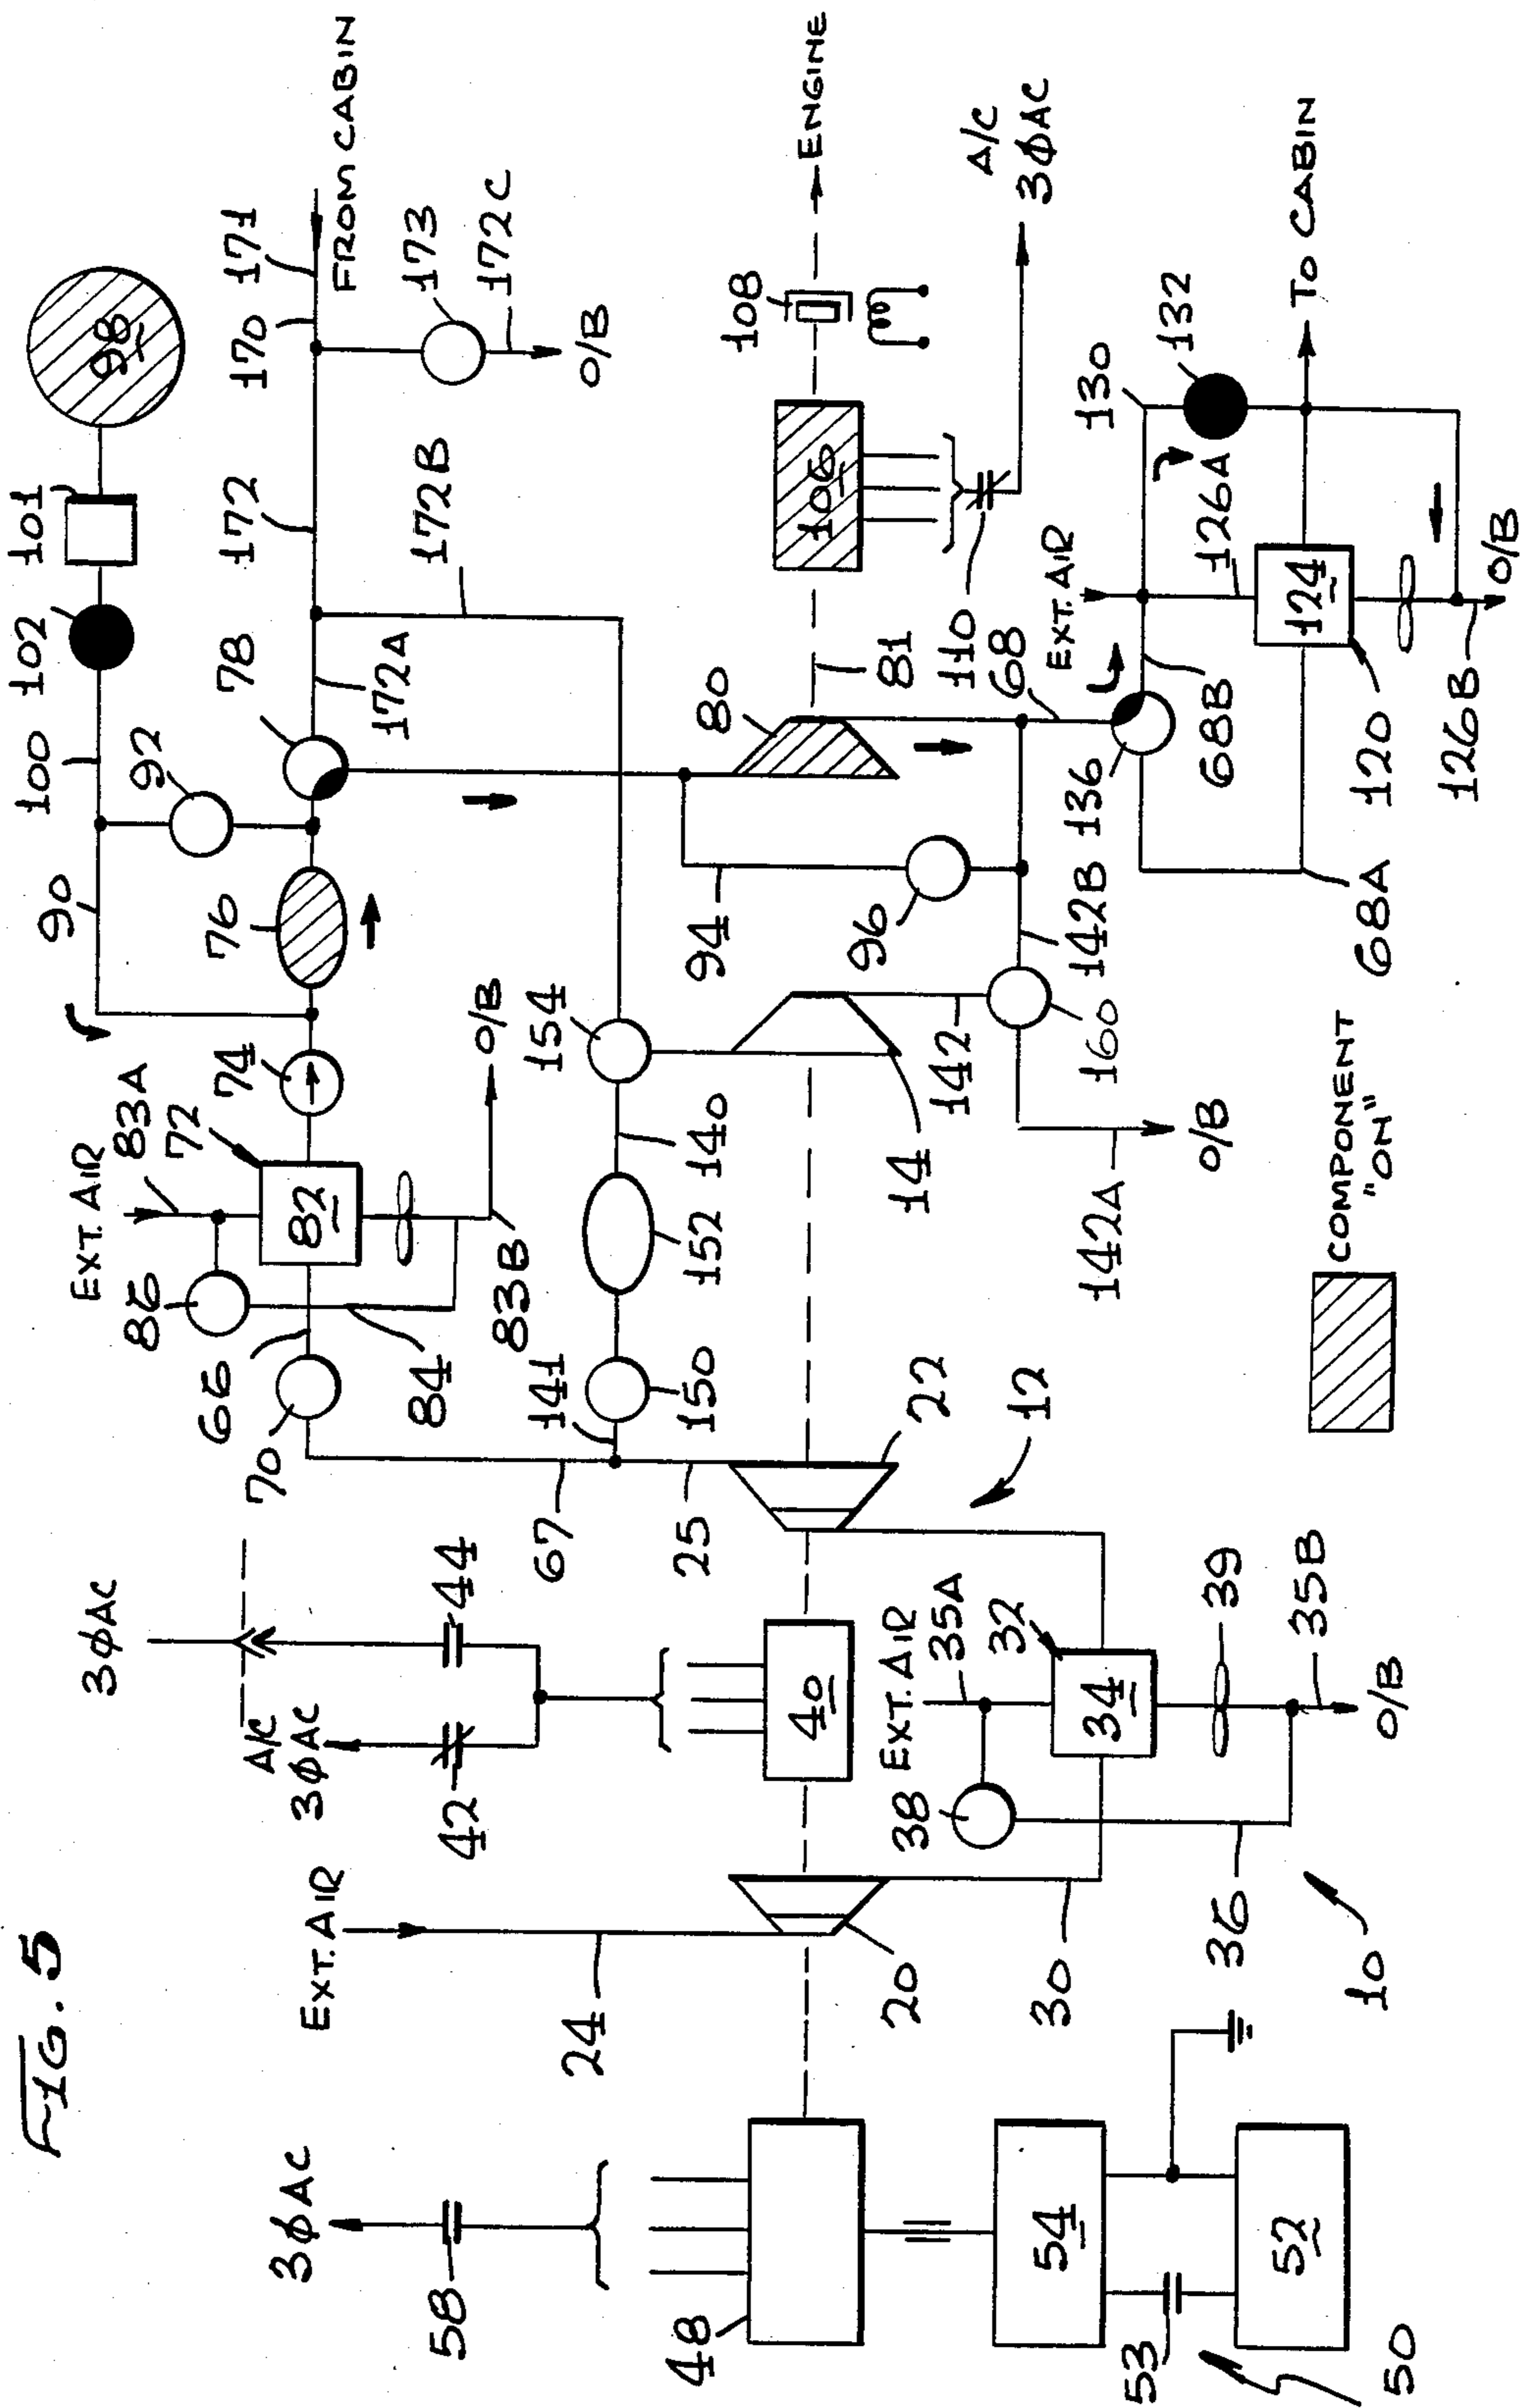 FIG. 5
98
101
102
100
92
90
78
76
74
170
171
FROM CABIN
173
172C
O/B
172
172B
172A
EXT. AIR
83A
72
82
86
66
70
84
83B
O/B
154
140
152
141
150
67
25
22
12
14
142
142A
O/B
160
142B
94
96
80
81
68
106
108
ENGINE
110
A/C
3ϕAC
EXT. AIR
126A
130
132
TO CABIN
124
120
126B
O/B
136
68B
68A
COMPONENT
"ON"
3ϕAC
A/C
3ϕAC
44
42
40
EXT. AIR
35A
32
34
38
39
35B
O/B
36
30
10
20
24
EXT. AIR
3ϕAC
58
48
54
52
53
50